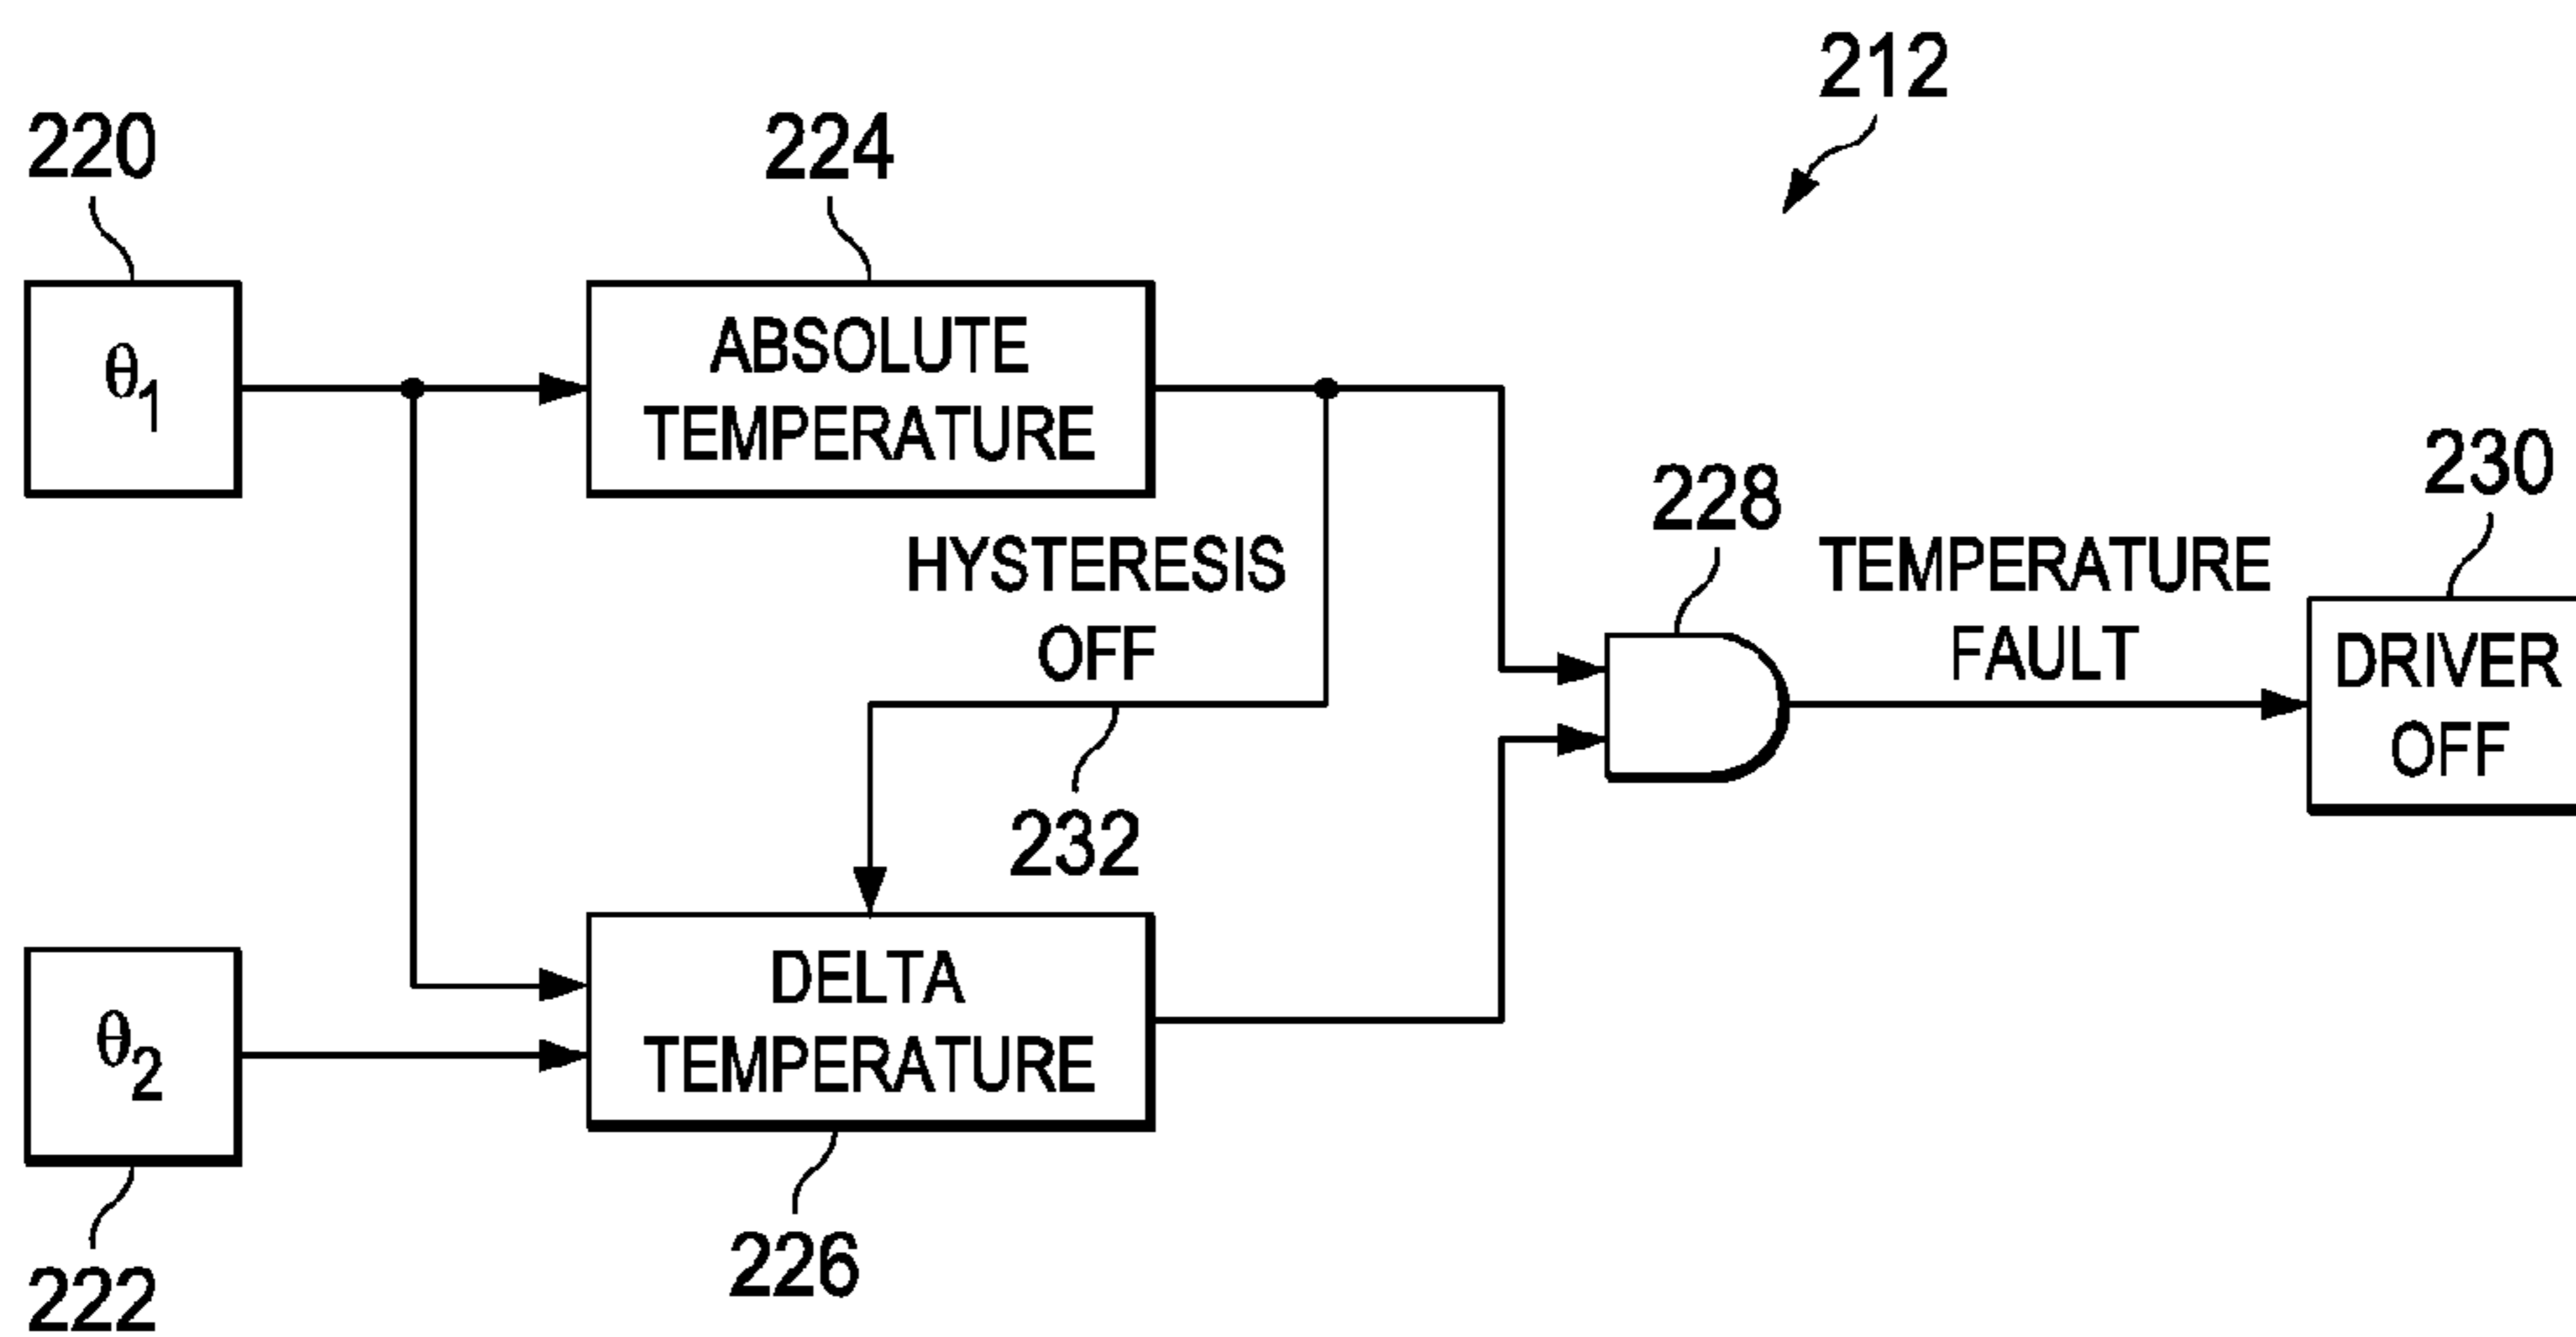 212
220
224
θ1
ABSOLUTE
TEMPERATURE
230
228
HYSTERESIS
OFF
TEMPERATURE
FAULT
DRIVER
OFF
232
θ2
DELTA
TEMPERATURE
226
222